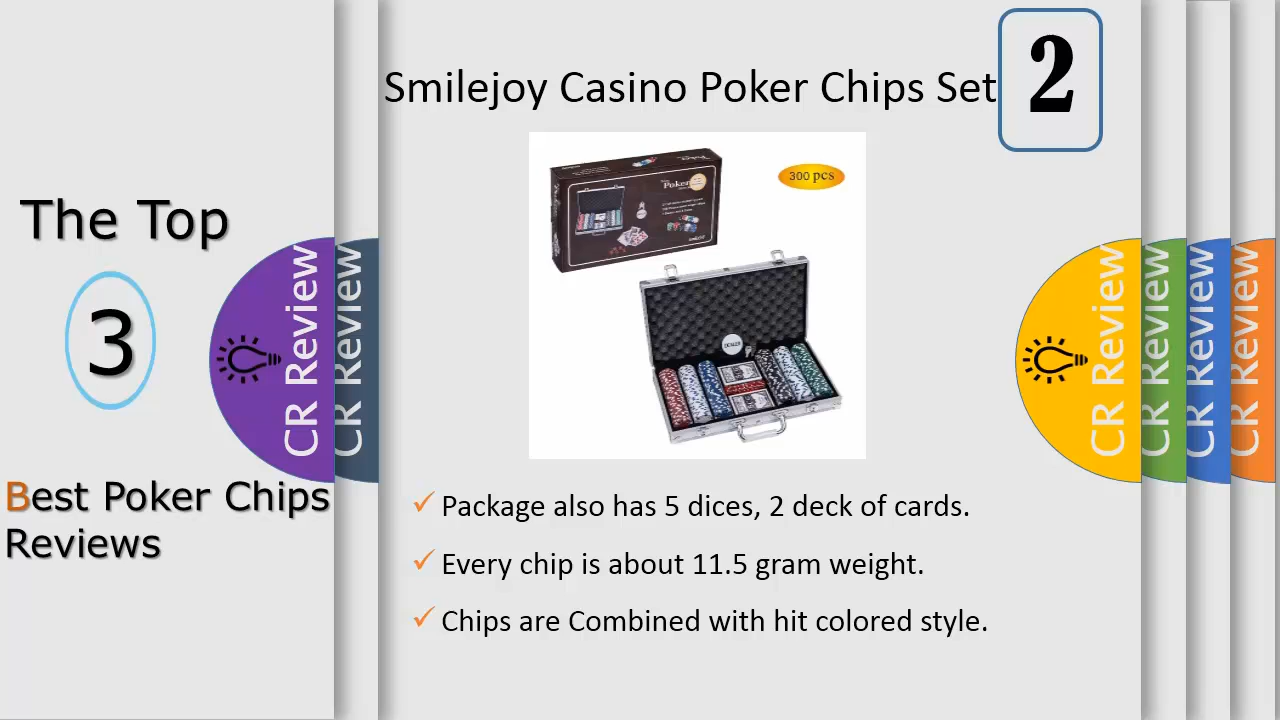 The Top
3
Best Poker Chips
Reviews
CR Review
CR Review
Smilejoy Casino Poker Chips Set
2
300 pcs
Poker
DEALER
Package also has 5 dices, 2 deck of cards.
Every chip is about 11.5 gram weight.
Chips are Combined with hit colored style.
CR Review
CR Review
CR Review
CR Review